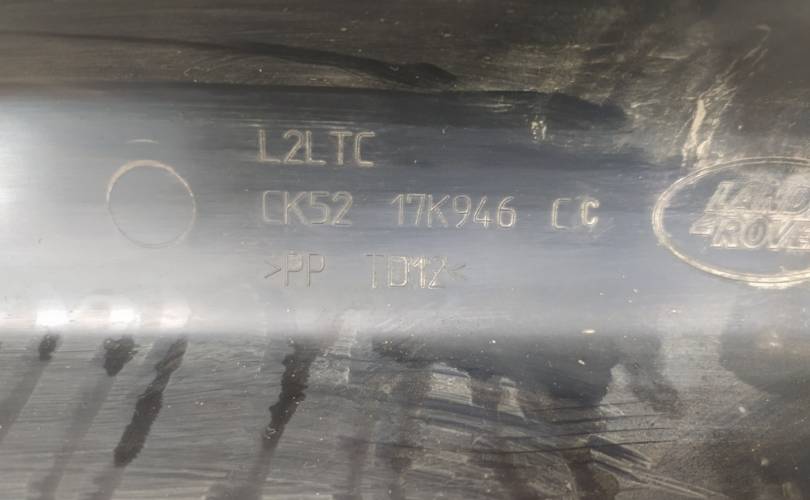 L2LTC
CK52 17K946 CC
>PP TD12<
LAND
ROVER